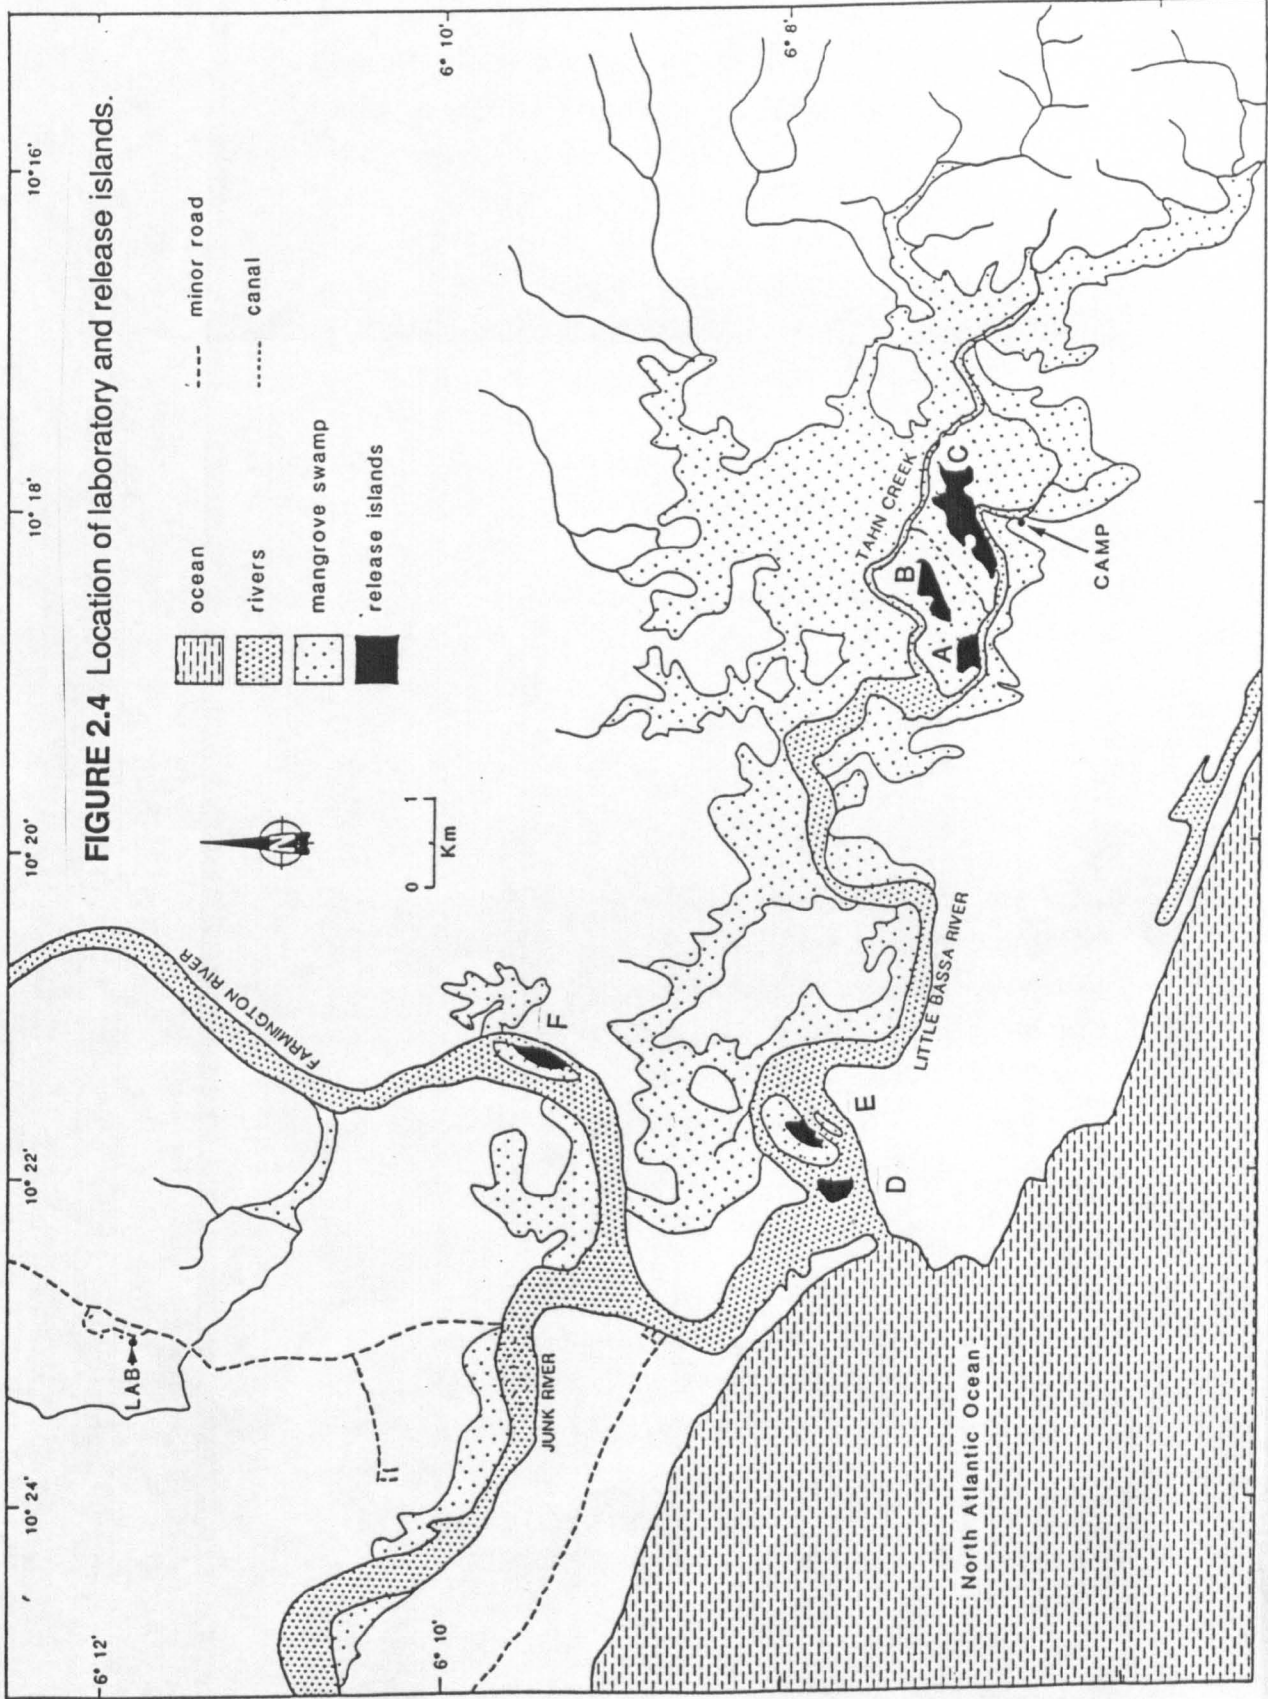 FIGURE 2.4 Location of laboratory and release islands.
ocean
rivers
mangrove swamp
release islands
minor road
canal
N
0 1
Km
10° 24'
10° 22'
10° 20'
10° 18'
10° 16'
6° 12'
6° 10'
6° 10'
6° 8'
LAB
FARMINGTON RIVER
JUNK RIVER
F
LITTLE BASSA RIVER
D
E
A
B
C
TAHN CREEK
CAMP
North Atlantic Ocean